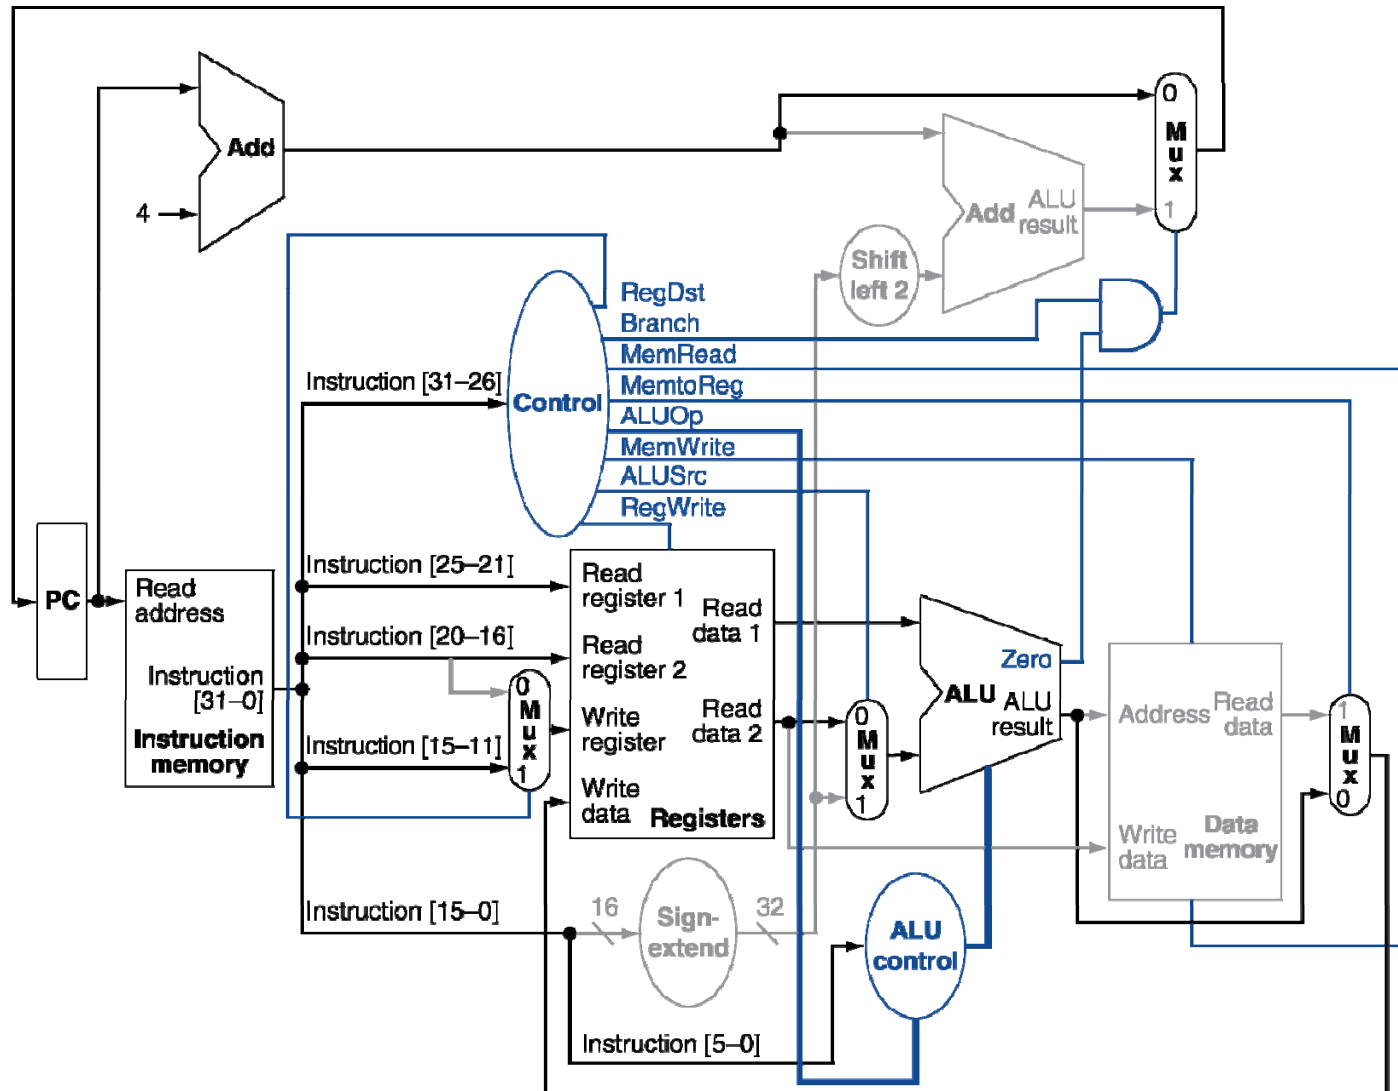 0
M
u
x
1
Add
4
Add
ALU
result
Shift
left 2
RegDst
Branch
MemRead
MemtoReg
ALUOp
MemWrite
ALUSrc
RegWrite
Control
Instruction [31–26]
Instruction [25–21]
Instruction [20–16]
Instruction [15–11]
Instruction [15–0]
Instruction [5–0]
PC
Read
address
Instruction
[31–0]
Instruction
memory
0
M
u
x
1
Read
register 1
Read
register 2
Write
register
Write
data
Read
data 1
Read
data 2
Registers
0
M
u
x
1
Zero
ALU
ALU
result
Address
Read
data
Write
data
Data
memory
1
M
u
x
0
16
Sign-
extend
32
ALU
control